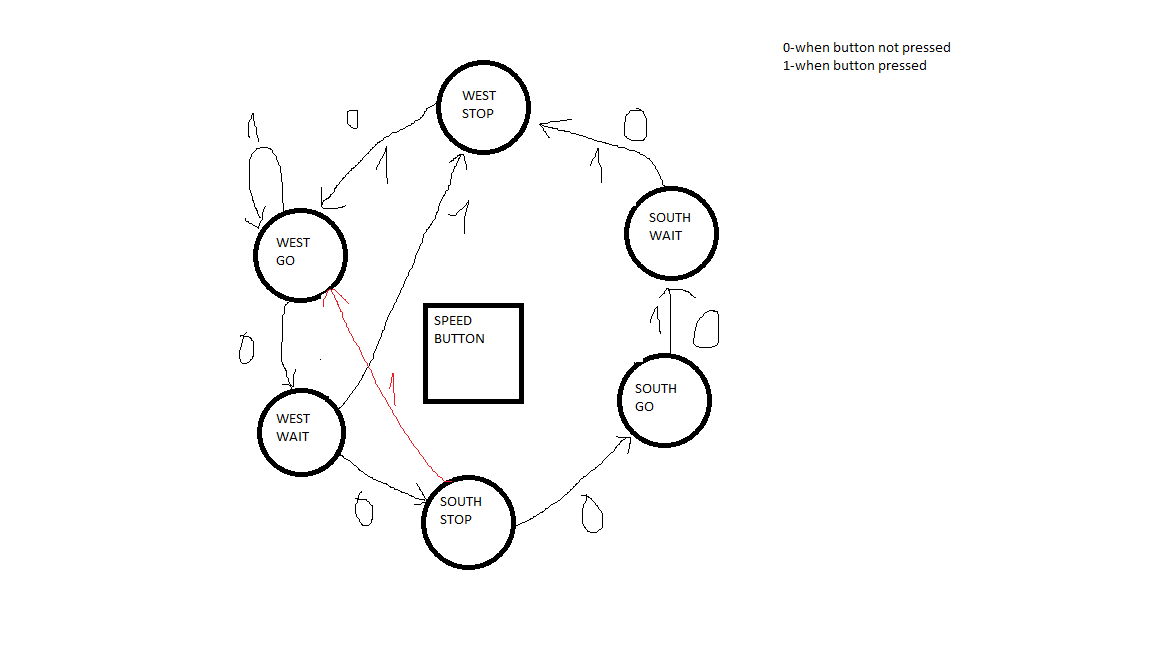 0-when button not pressed
1-when button pressed
WEST
STOP
0
1
0
1
1
WEST
GO
1
SOUTH
WAIT
SPEED
BUTTON
0
1
1
0
WEST
WAIT
SOUTH
GO
0
SOUTH
STOP
0